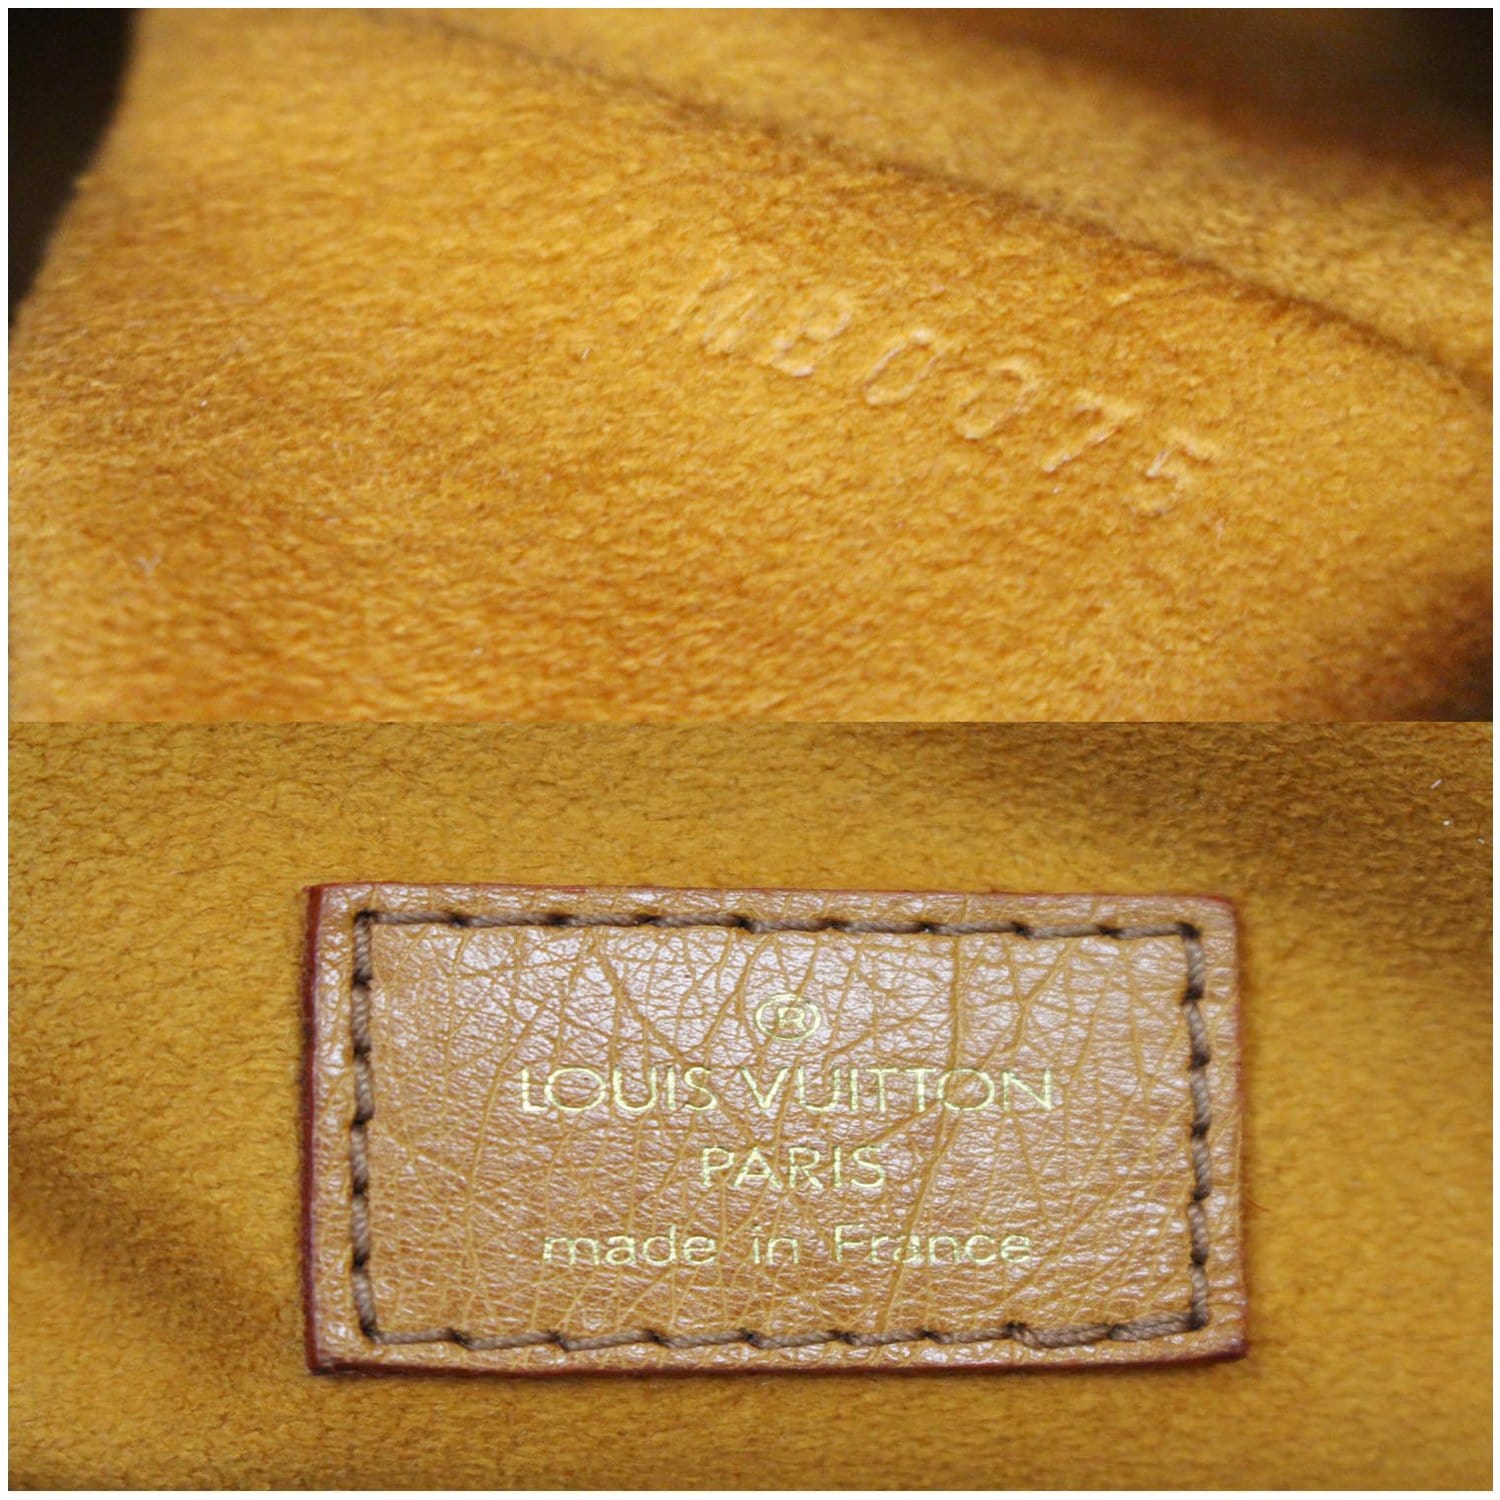 MB0075
®
LOUIS VUITTON
PARIS
made in France